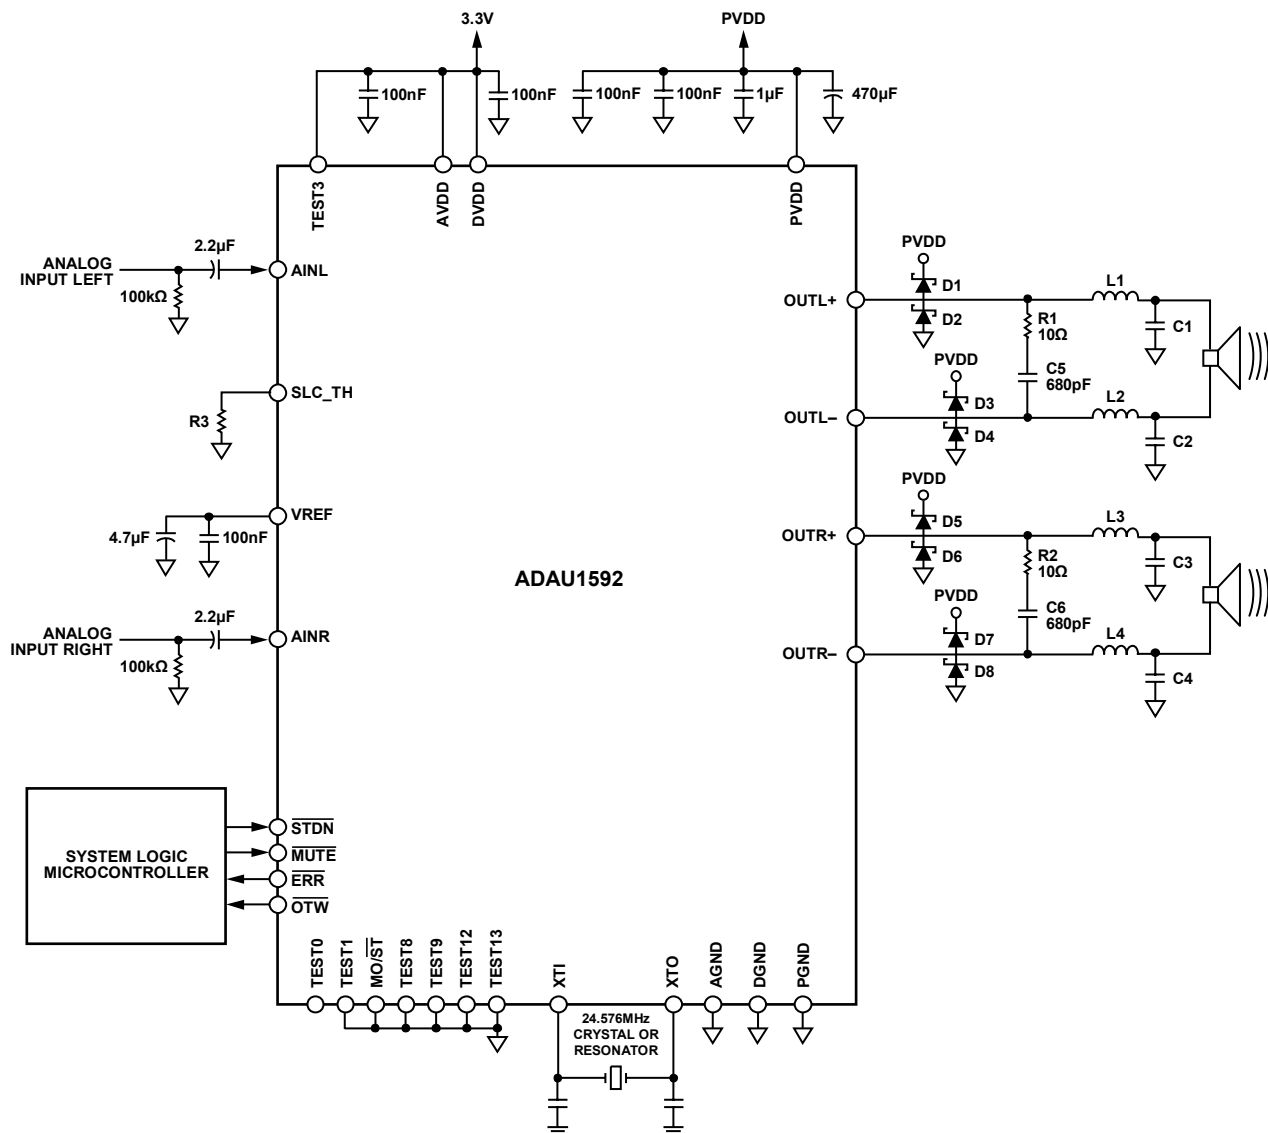 3.3V
PVDD
100nF
100nF
100nF
100nF
1µF
470µF
TEST3
AVDD
DVDD
PVDD
ANALOG
INPUT LEFT
2.2µF
100kΩ
AINL
SLC_TH
R3
VREF
4.7µF
100nF
ANALOG
INPUT RIGHT
2.2µF
100kΩ
AINR
ADAU1592
OUTL+
PVDD
D1
D2
R1
10Ω
L1
C1
PVDD
D3
D4
C5
680pF
OUTL–
L2
C2
PVDD
D5
D6
OUTR+
R2
10Ω
L3
C3
PVDD
D7
D8
C6
680pF
OUTR–
L4
C4
SYSTEM LOGIC
MICROCONTROLLER
STDN
MUTE
ERR
OTW
TEST0
TEST1
MO/ST
TEST8
TEST9
TEST12
TEST13
XTI
XTO
AGND
DGND
PGND
24.576MHz
CRYSTAL OR
RESONATOR